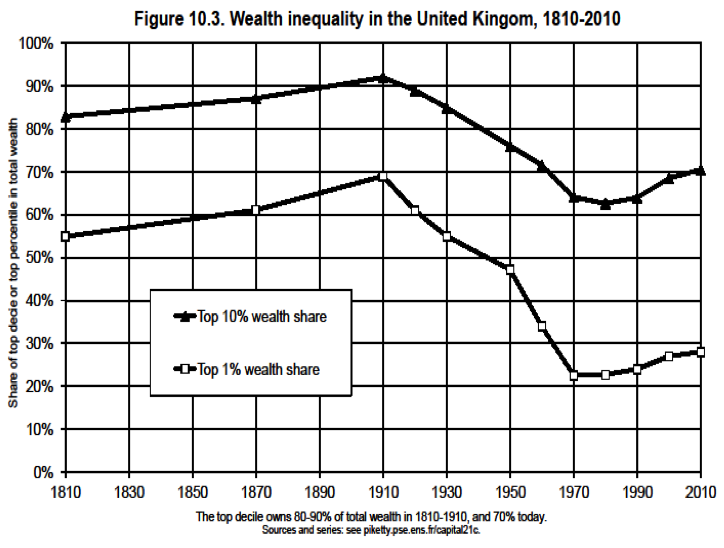 Figure 10.3. Wealth inequality in the United Kingom, 1810-2010
100%
90%
80%
70%
60%
50%
40%
30%
20%
10%
0%
Share of top decie or top percentile in total wealth
Top 10% wealth share
Top 1% wealth share
1810 1830 1850 1870 1890 1910 1930 1950 1970 1990 2010
The top decile owns 80-90% of total wealth in 1810-1910, and 70% today.
Sources and series: see piketty.pse.ens.fr/capital21c.